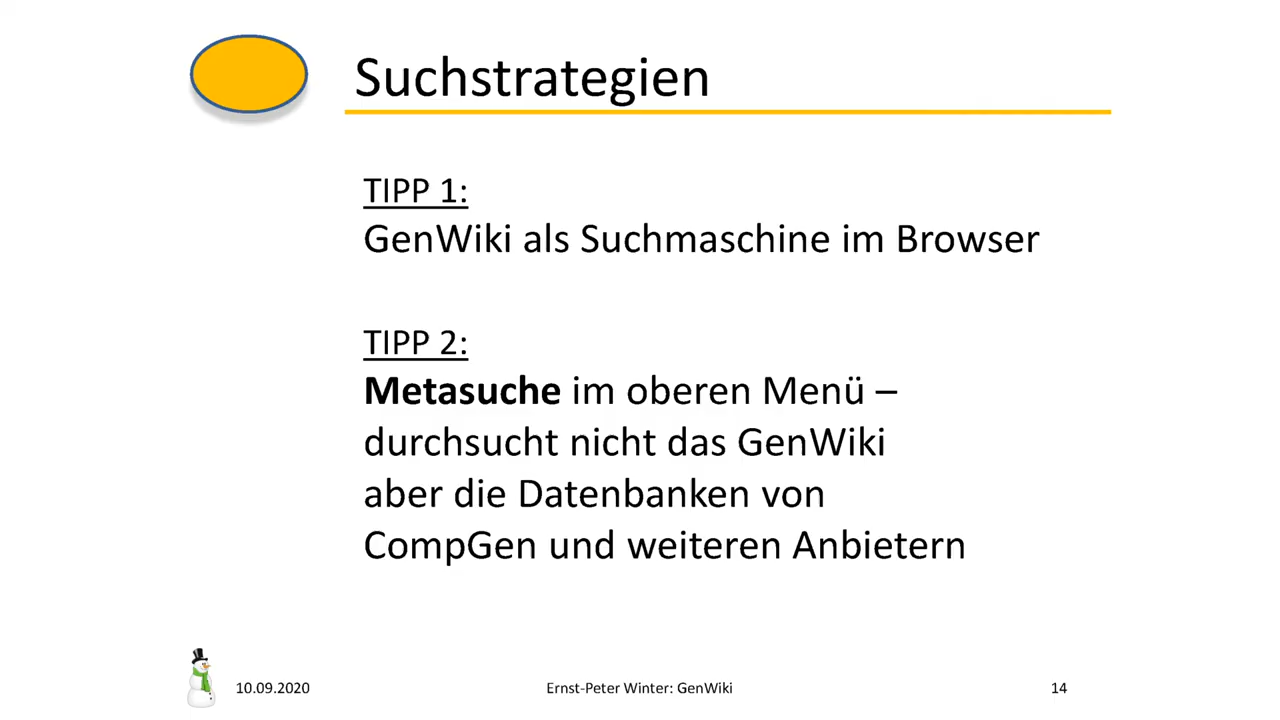 Suchstrategien
TIPP 1:
GenWiki als Suchmaschine im Browser
TIPP 2:
Metasuche im oberen Menü –
durchsucht nicht das GenWiki
aber die Datenbanken von
CompGen und weiteren Anbietern
10.09.2020
Ernst-Peter Winter: GenWiki
14